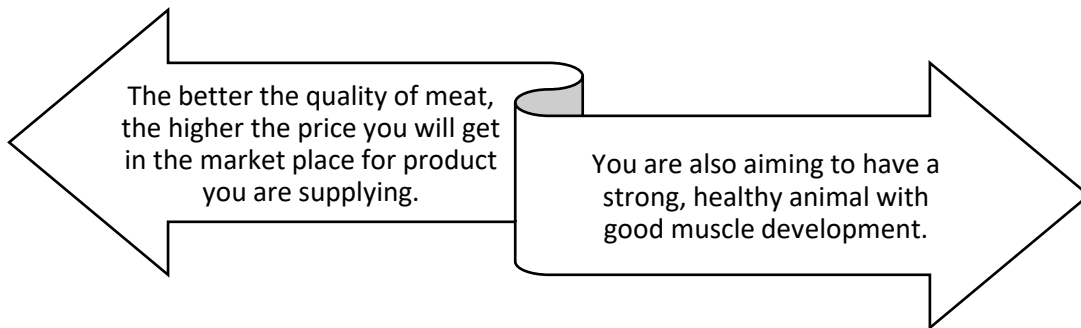 The better the quality of meat,
the higher the price you will get
in the market place for product
you are supplying.
You are also aiming to have a
strong, healthy animal with
good muscle development.